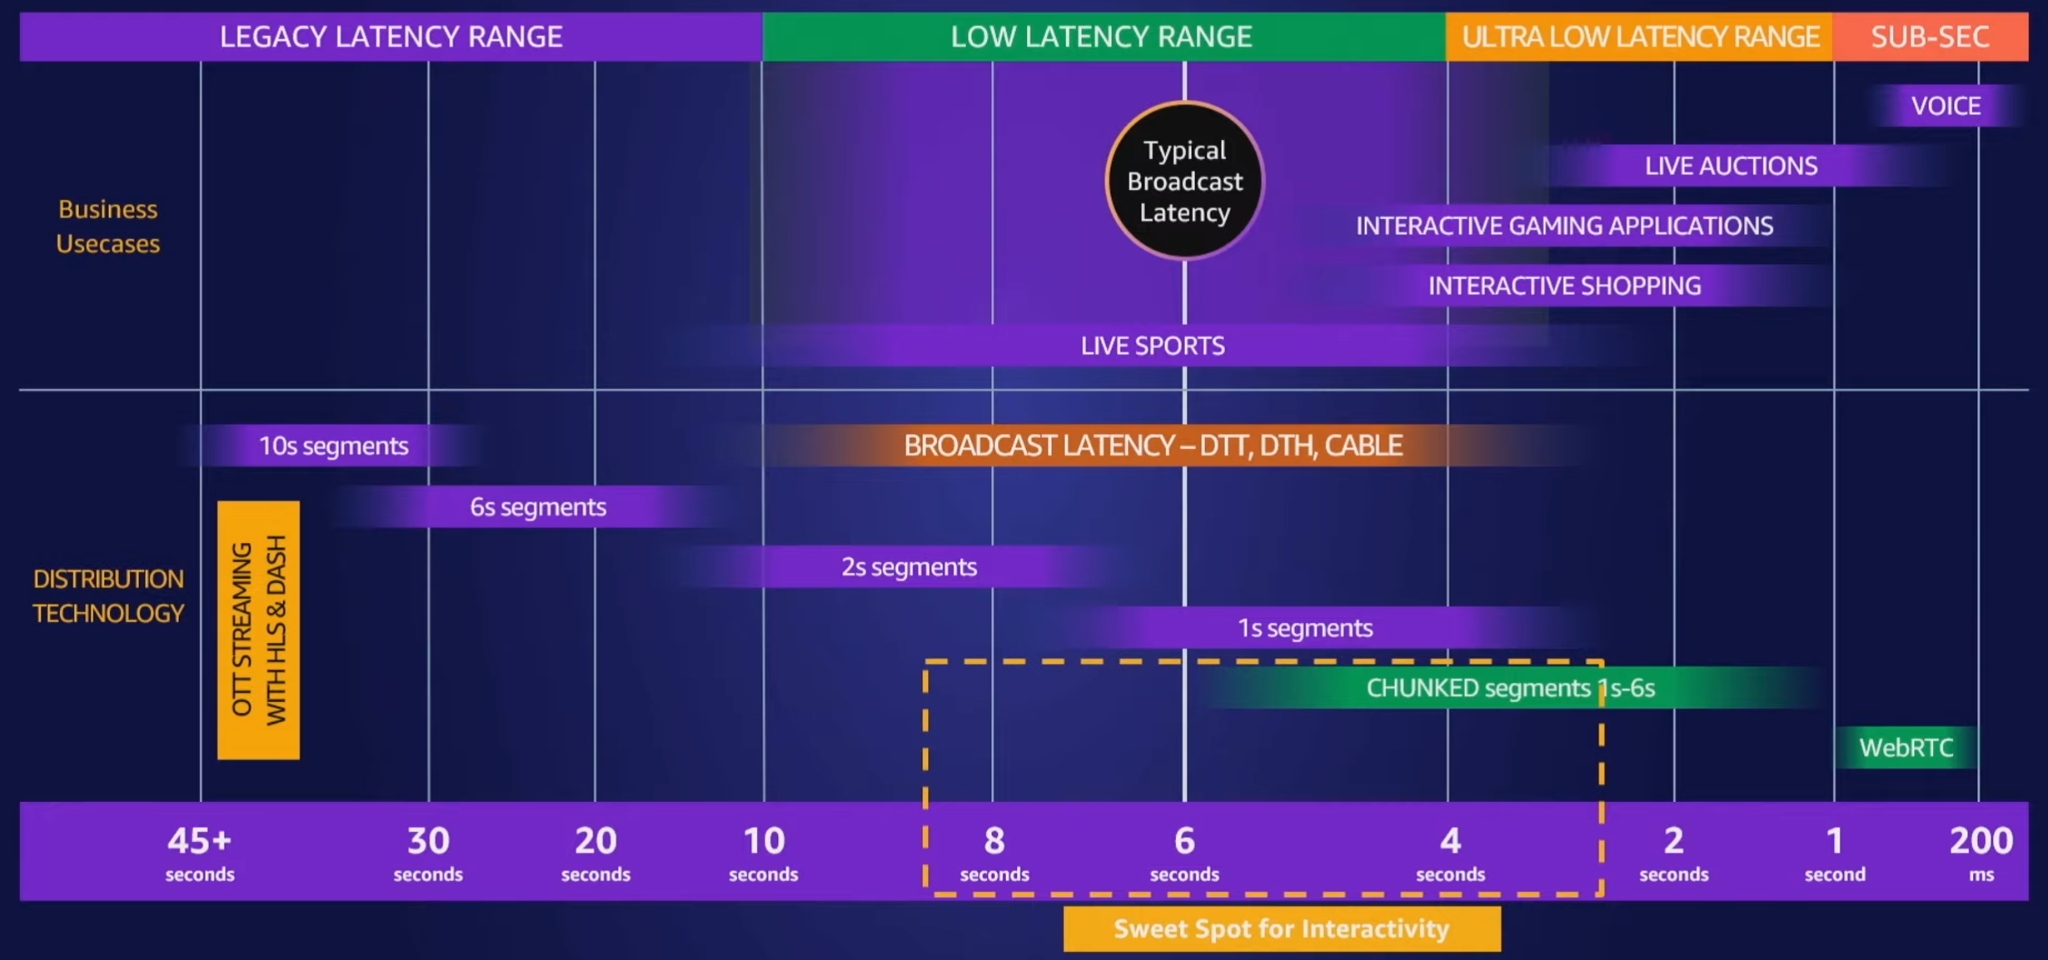 LEGACY LATENCY RANGE
LOW LATENCY RANGE
ULTRA LOW LATENCY RANGE
SUB-SEC
Business
Usecases
Typical
Broadcast
Latency
VOICE
LIVE AUCTIONS
INTERACTIVE GAMING APPLICATIONS
INTERACTIVE SHOPPING
LIVE SPORTS
DISTRIBUTION
TECHNOLOGY
OTT STREAMING
WITH HLS & DASH
10s segments
BROADCAST LATENCY – DTT, DTH, CABLE
6s segments
2s segments
1s segments
CHUNKED segments 1s-6s
WebRTC
45+
seconds
30
seconds
20
seconds
10
seconds
8
seconds
6
seconds
4
seconds
2
seconds
1
second
200
ms
Sweet Spot for Interactivity